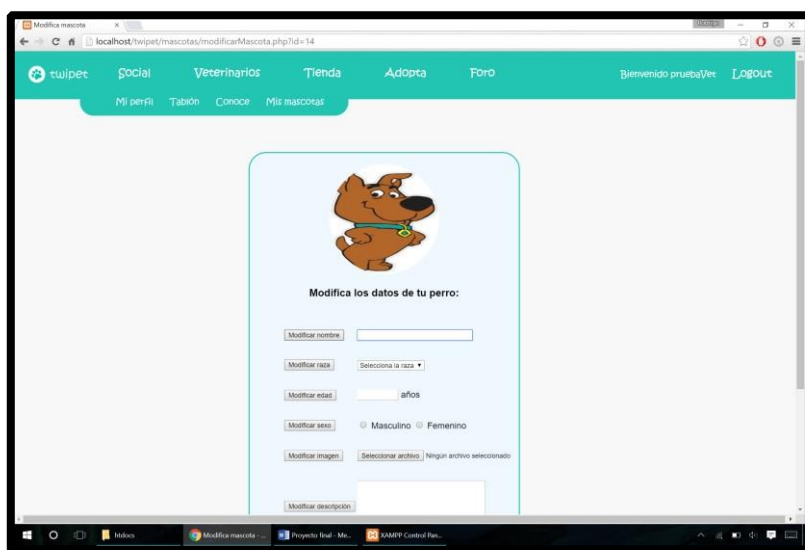 Modifica mascota
localhost/twipet/mascotas/modificarMascota.php?id=14
twipet Social Veterinarios Tienda Adopta Foro Bienvenido pruebaVet Logout
Mi perfil Tablón Conoce Mis mascotas
Modifica los datos de tu perro:
Modificar nombre
Modificar raza Selecciona la raza
Modificar edad años
Modificar sexo Masculino Femenino
Modificar imagen Seleccionar archivo Ningún archivo seleccionado
Modificar descripción
htdocs Modifica mascota - ... Proyecto final - Me... XAMPP Control Pan...